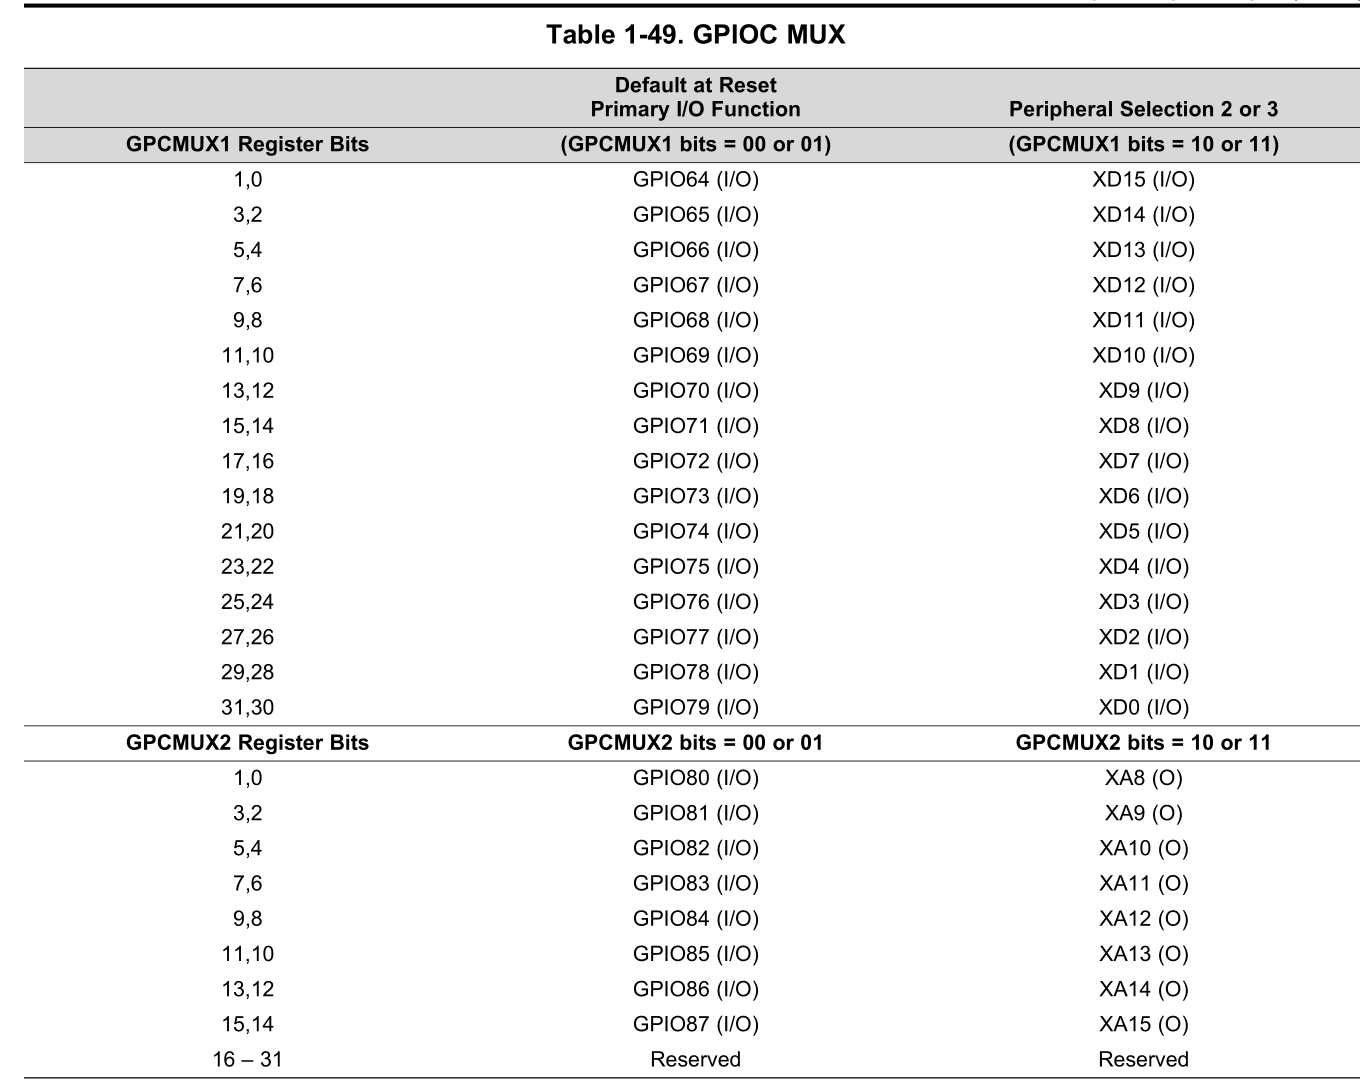 Table 1-49. GPIOC MUX
Default at Reset
Primary I/O Function Peripheral Selection 2 or 3
GPCMUX1 Register Bits (GPCMUX1 bits = 00 or 01) (GPCMUX1 bits = 10 or 11)
1,0 GPIO64 (I/O) XD15 (I/O)
3,2 GPIO65 (I/O) XD14 (I/O)
5,4 GPIO66 (I/O) XD13 (I/O)
7,6 GPIO67 (I/O) XD12 (I/O)
9,8 GPIO68 (I/O) XD11 (I/O)
11,10 GPIO69 (I/O) XD10 (I/O)
13,12 GPIO70 (I/O) XD9 (I/O)
15,14 GPIO71 (I/O) XD8 (I/O)
17,16 GPIO72 (I/O) XD7 (I/O)
19,18 GPIO73 (I/O) XD6 (I/O)
21,20 GPIO74 (I/O) XD5 (I/O)
23,22 GPIO75 (I/O) XD4 (I/O)
25,24 GPIO76 (I/O) XD3 (I/O)
27,26 GPIO77 (I/O) XD2 (I/O)
29,28 GPIO78 (I/O) XD1 (I/O)
31,30 GPIO79 (I/O) XD0 (I/O)
GPCMUX2 Register Bits GPCMUX2 bits = 00 or 01 GPCMUX2 bits = 10 or 11
1,0 GPIO80 (I/O) XA8 (O)
3,2 GPIO81 (I/O) XA9 (O)
5,4 GPIO82 (I/O) XA10 (O)
7,6 GPIO83 (I/O) XA11 (O)
9,8 GPIO84 (I/O) XA12 (O)
11,10 GPIO85 (I/O) XA13 (O)
13,12 GPIO86 (I/O) XA14 (O)
15,14 GPIO87 (I/O) XA15 (O)
16 – 31 Reserved Reserved